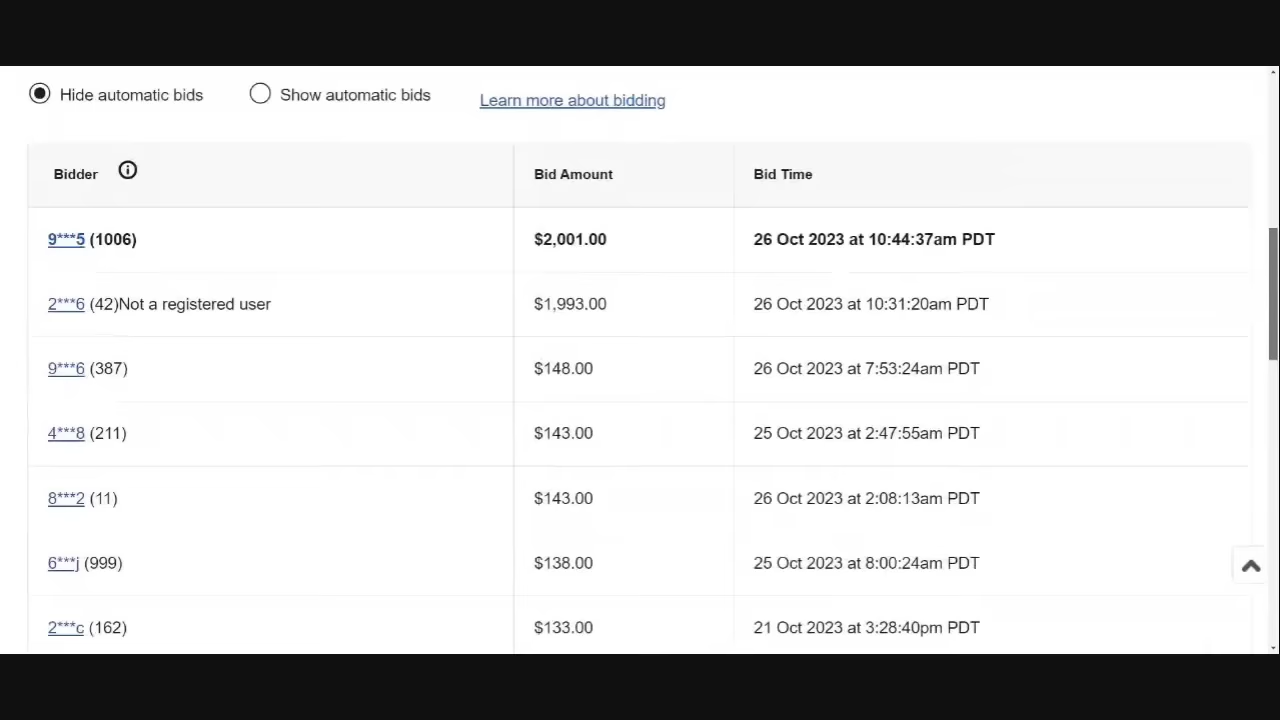 Hide automatic bids Show automatic bids Learn more about bidding
Bidder Bid Amount Bid Time
9***5 (1006) $2,001.00 26 Oct 2023 at 10:44:37am PDT
2***6 (42)Not a registered user $1,993.00 26 Oct 2023 at 10:31:20am PDT
9***6 (387) $148.00 26 Oct 2023 at 7:53:24am PDT
4***8 (211) $143.00 25 Oct 2023 at 2:47:55am PDT
8***2 (11) $143.00 26 Oct 2023 at 2:08:13am PDT
6***j (999) $138.00 25 Oct 2023 at 8:00:24am PDT
2***c (162) $133.00 21 Oct 2023 at 3:28:40pm PDT